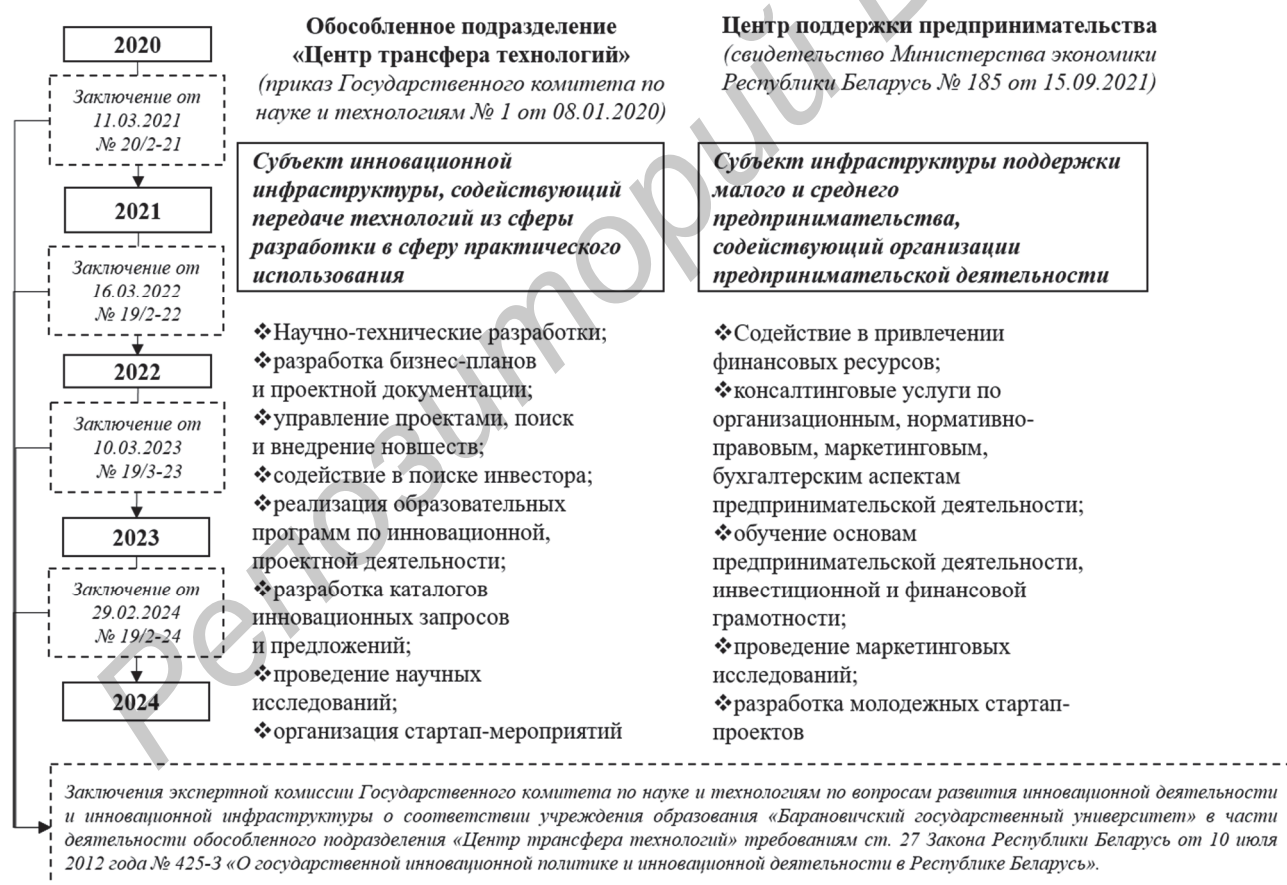 2020
Заключение от
11.03.2021
№ 20/2-21
2021
Заключение от
16.03.2022
№ 19/2-22
2022
Заключение от
10.03.2023
№ 19/3-23
2023
Заключение от
29.02.2024
№ 19/2-24
2024
Обособленное подразделение
«Центр трансфера технологий»
(приказ Государственного комитета по
науке и технологиям № 1 от 08.01.2020)
Субъект инновационной
инфраструктуры, содействующий
передаче технологий из сферы
разработки в сферу практического
использования
❖Научно-технические разработки;
❖разработка бизнес-планов
и проектной документации;
❖управление проектами, поиск
и внедрение новшеств;
❖содействие в поиске инвестора;
❖реализация образовательных
программ по инновационной,
проектной деятельности;
❖разработка каталогов
инновационных запросов
и предложений;
❖проведение научных
исследований;
❖организация стартап-мероприятий
Центр поддержки предпринимательства
(свидетельство Министерства экономики
Республики Беларусь № 185 от 15.09.2021)
Субъект инфраструктуры поддержки
малого и среднего
предпринимательства,
содействующий организации
предпринимательской деятельности
❖Содействие в привлечении
финансовых ресурсов;
❖консалтинговые услуги по
организационным, нормативно-
правовым, маркетинговым,
бухгалтерским аспектам
предпринимательской деятельности;
❖обучение основам
предпринимательской деятельности,
инвестиционной и финансовой
грамотности;
❖проведение маркетинговых
исследований;
❖разработка молодежных стартап-
проектов
Заключения экспертной комиссии Государственного комитета по науке и технологиям по вопросам развития инновационной деятельности
и инновационной инфраструктуры о соответствии учреждения образования «Барановичский государственный университет» в части
деятельности обособленного подразделения «Центр трансфера технологий» требованиям ст. 27 Закона Республики Беларусь от 10 июля
2012 года № 425-З «О государственной инновационной политике и инновационной деятельности в Республике Беларусь».
Репозиторий